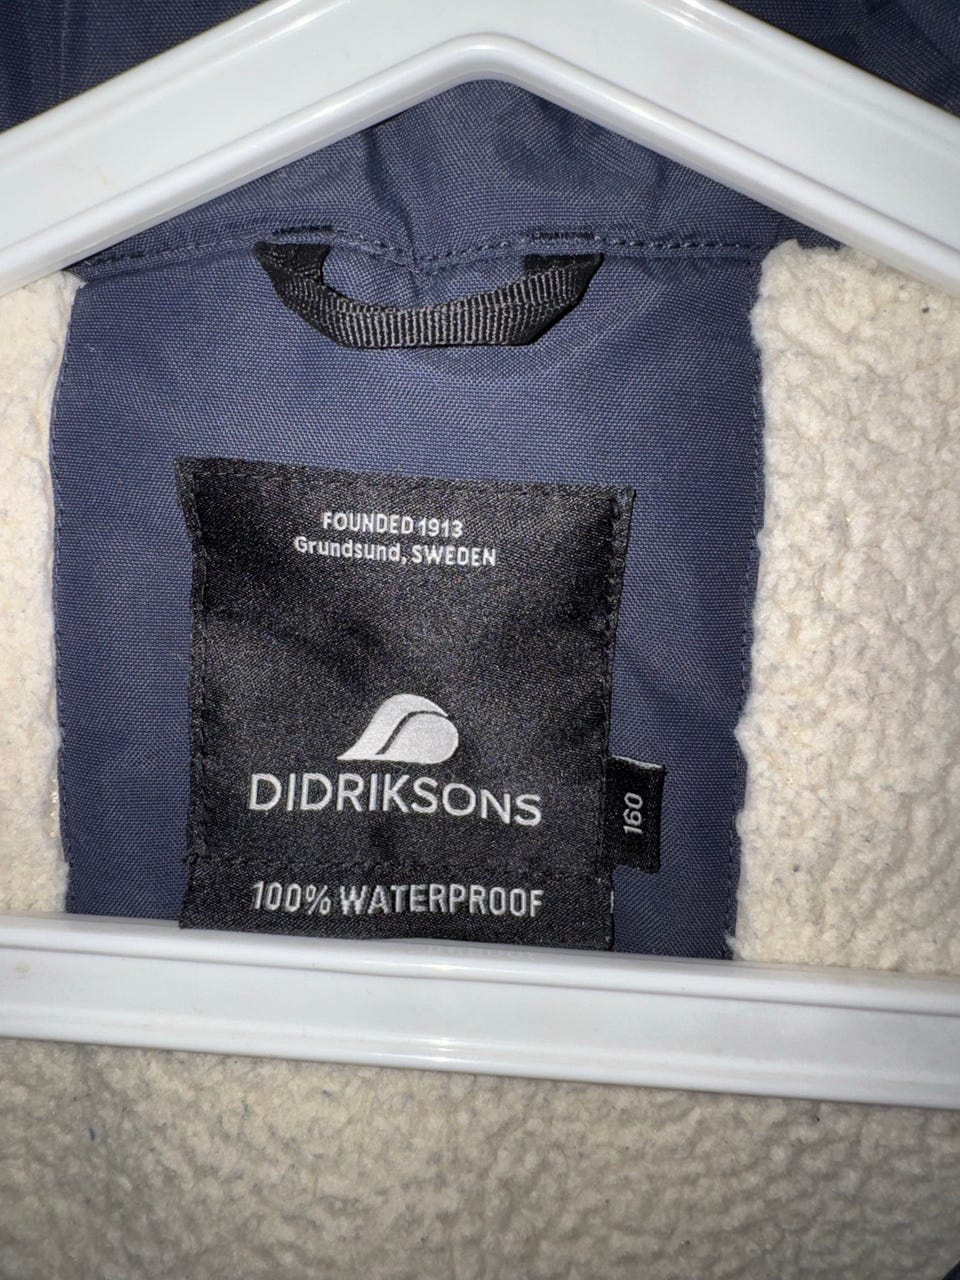 FOUNDED 1913
Grundsund, SWEDEN
DIDRIKSONS
160
100% WATERPROOF